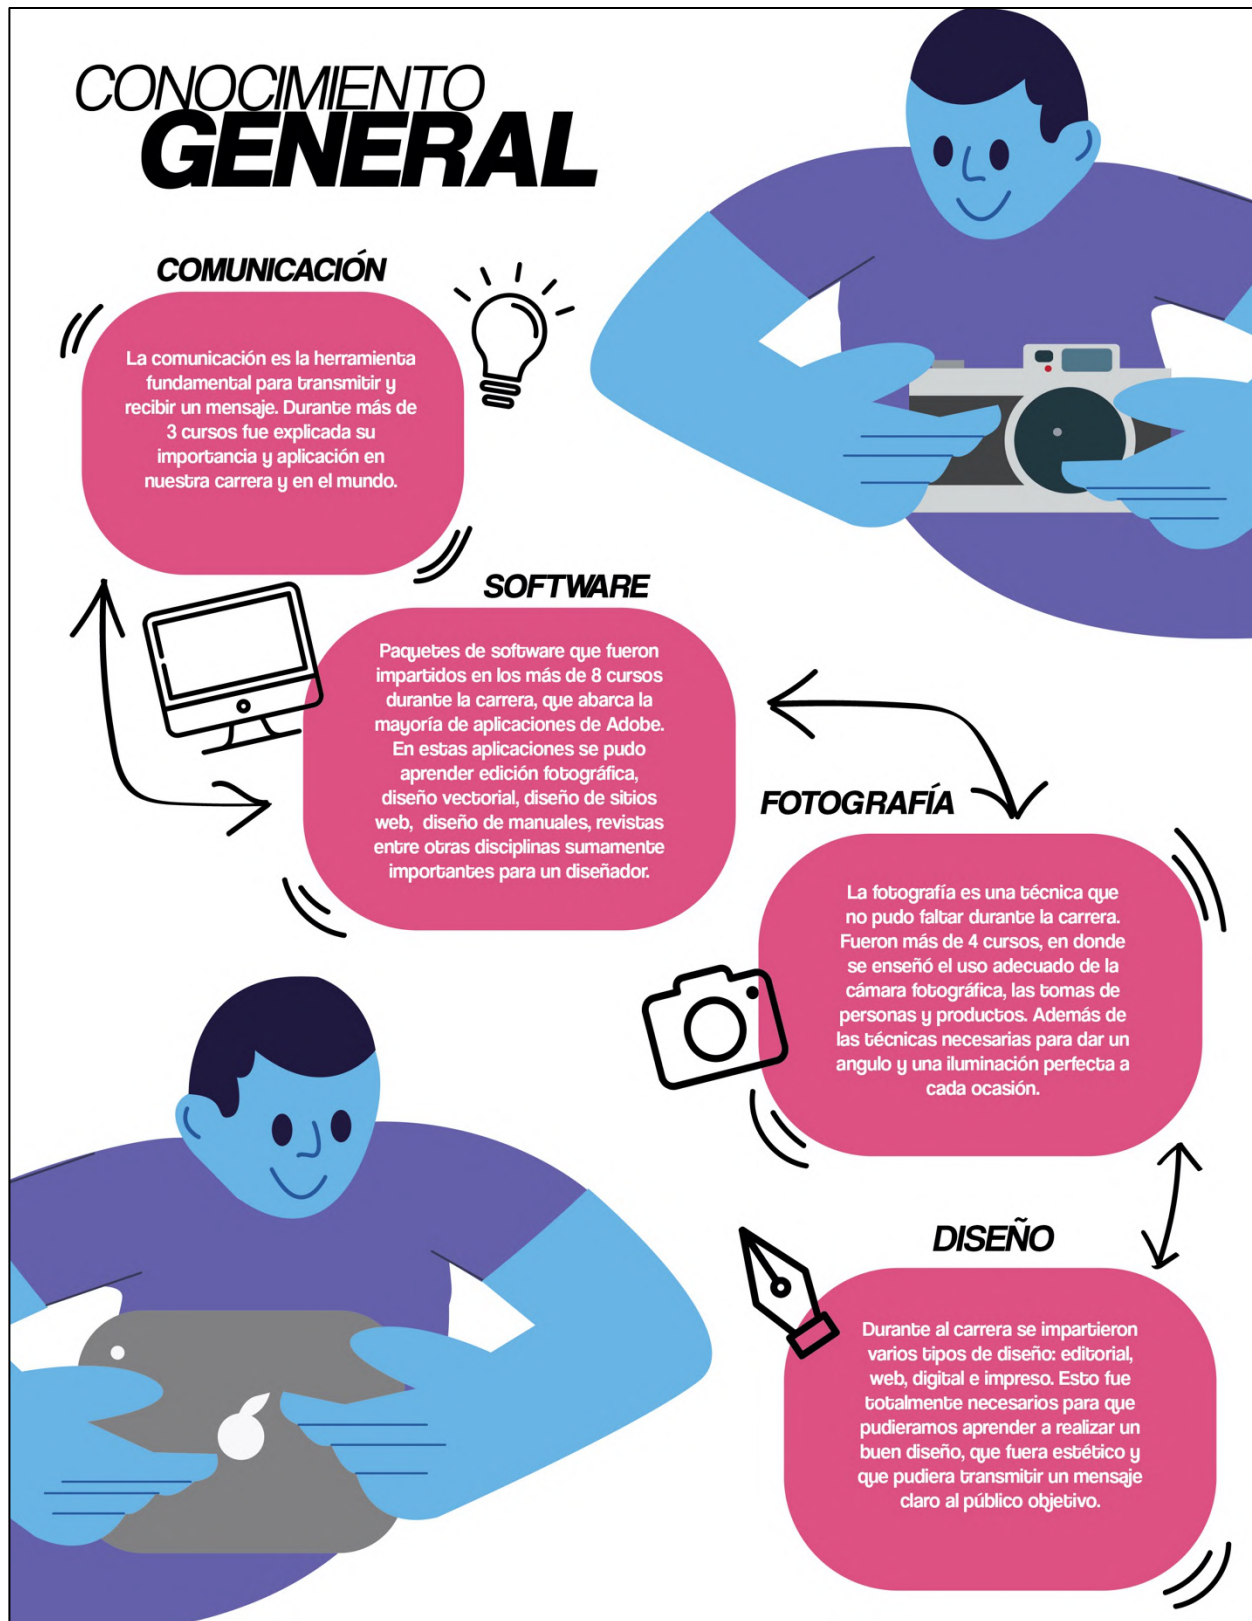 CONOCIMIENTO
GENERAL
COMUNICACIÓN
La comunicación es la herramienta
fundamental para transmitir y
recibir un mensaje. Durante más de
3 cursos fue explicada su
importancia y aplicación en
nuestra carrera y en el mundo.
SOFTWARE
Paquetes de software que fueron
impartidos en los más de 8 cursos
durante la carrera, que abarca la
mayoría de aplicaciones de Adobe.
En estas aplicaciones se pudo
aprender edición fotográfica,
diseño vectorial, diseño de sitios
web, diseño de manuales, revistas
entre otras disciplinas sumamente
importantes para un diseñador.
FOTOGRAFÍA
La fotografía es una técnica que
no pudo faltar durante la carrera.
Fueron más de 4 cursos, en donde
se enseñó el uso adecuado de la
cámara fotográfica, las tomas de
personas y productos. Además de
las técnicas necesarias para dar un
angulo y una iluminación perfecta a
cada ocasión.
DISEÑO
Durante al carrera se impartieron
varios tipos de diseño: editorial,
web, digital e impreso. Esto fue
totalmente necesarios para que
pudieramos aprender a realizar un
buen diseño, que fuera estético y
que pudiera transmitir un mensaje
claro al público objetivo.